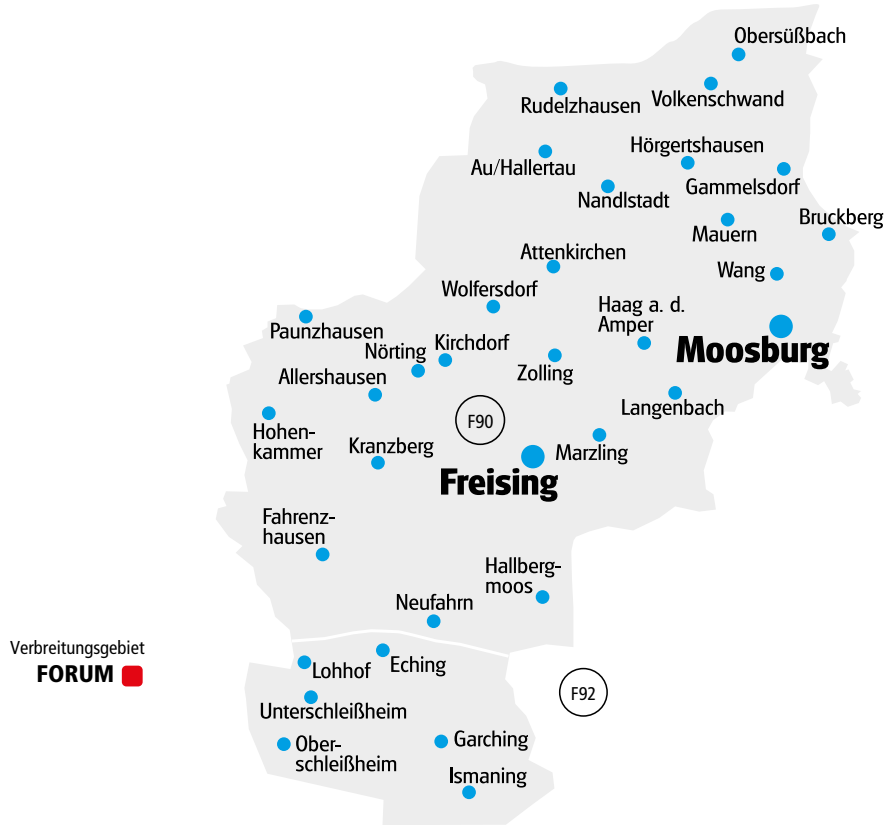 Obersüßbach
Rudelzhausen
Volkenschwand
Hörgertshausen
Au/Hallertau
Nandlstadt
Gammelsdorf
Bruckberg
Mauern
Attenkirchen
Wang
Wolfersdorf
Haag a. d.
Amper
Paunzhausen
Nörting
Kirchdorf
Moosburg
Zolling
Allershausen
Langenbach
F90
Hohen-
kammer
Kranzberg
Marzling
Freising
Fahrenz-
hausen
Hallberg-
moos
Neufahrn
Verbreitungsgebiet
FORUM
Lohhof
Eching
F92
Unterschleißheim
Ober-
schleißheim
Garching
Ismaning